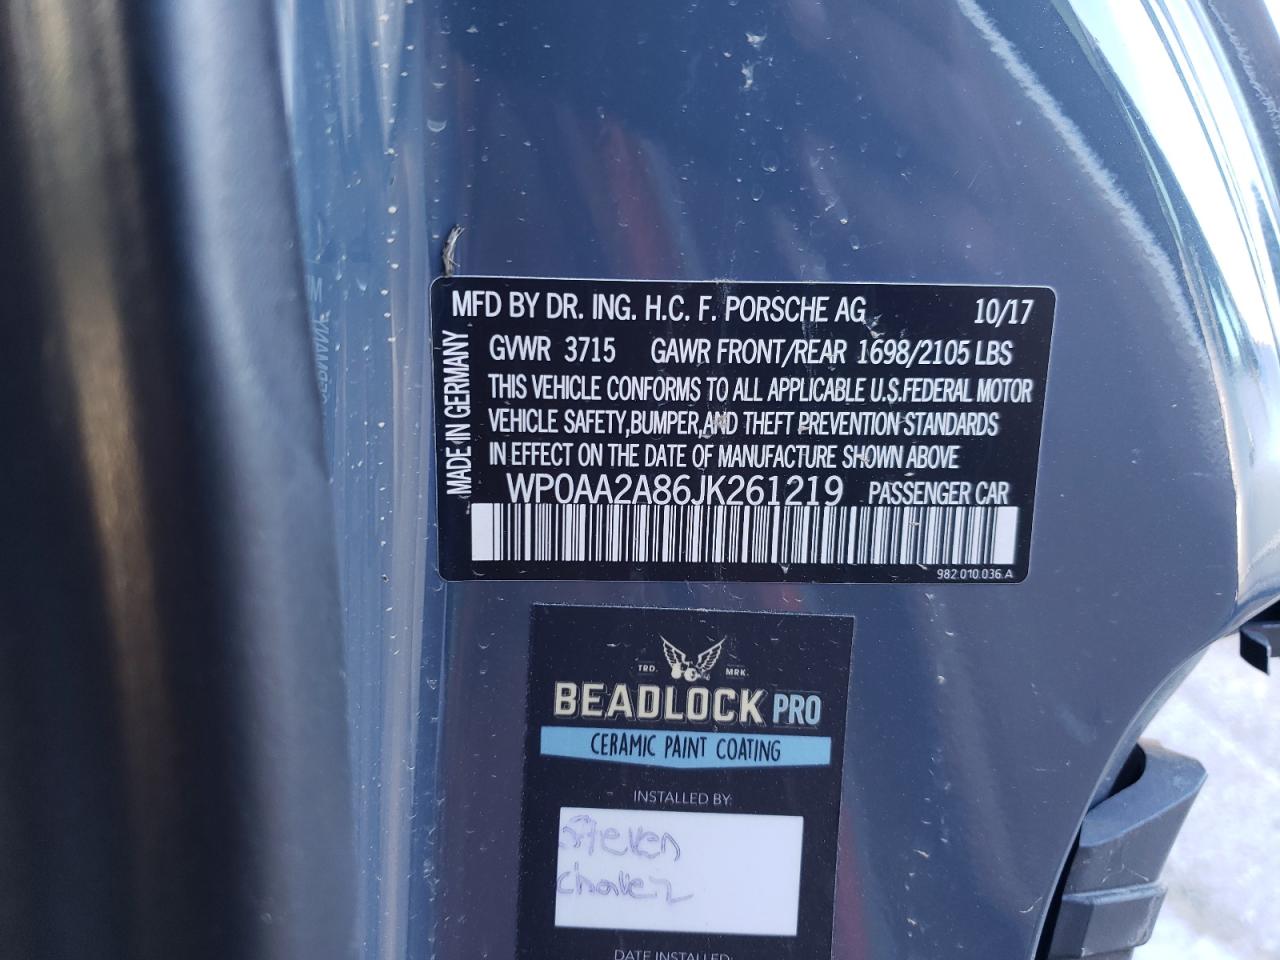 MFD BY DR. ING. H.C. F. PORSCHE AG 10/17
MADE IN GERMANY
GVWR 3715 GAWR FRONT/REAR 1698/2105 LBS
THIS VEHICLE CONFORMS TO ALL APPLICABLE U.S.FEDERAL MOTOR
VEHICLE SAFETY,BUMPER,AND THEFT PREVENTION STANDARDS
IN EFFECT ON THE DATE OF MANUFACTURE SHOWN ABOVE
WP0AA2A86JK261219 PASSENGER CAR
982.010.036.A
TRD. MRK.
BEADLOCK PRO
CERAMIC PAINT COATING
INSTALLED BY:
Steven
Chavez
DATE INSTALLED: